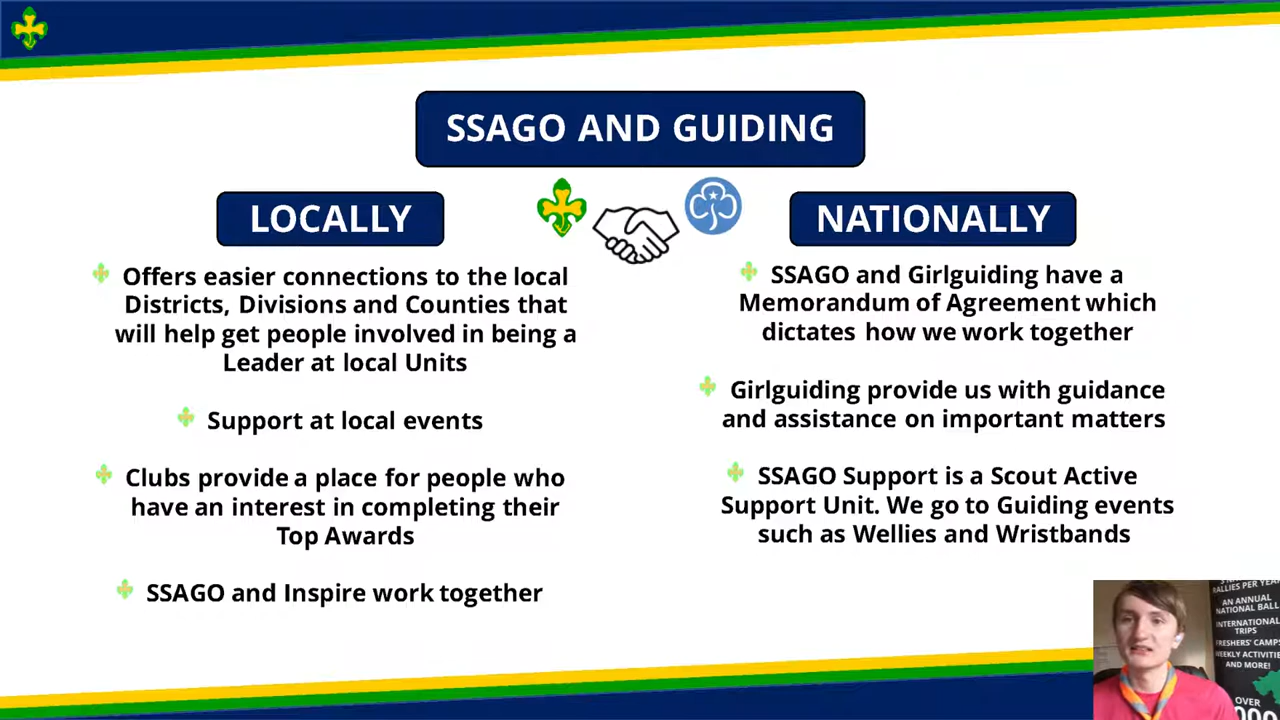 SSAGO AND GUIDING
LOCALLY
Offers easier connections to the local
Districts, Divisions and Counties that
will help get people involved in being a
Leader at local Units
Support at local events
Clubs provide a place for people who
have an interest in completing their
Top Awards
SSAGO and Inspire work together
NATIONALLY
SSAGO and Girlguiding have a
Memorandum of Agreement which
dictates how we work together
Girlguiding provide us with guidance
and assistance on important matters
SSAGO Support is a Scout Active
Support Unit. We go to Guiding events
such as Wellies and Wristbands
RALLIES PER YEAR
AN ANNUAL
NATIONAL BALL
INTERNATIONAL
TRIPS
FRESHERS' CAMPS
WEEKLY ACTIVITIES
AND MORE!
OVER